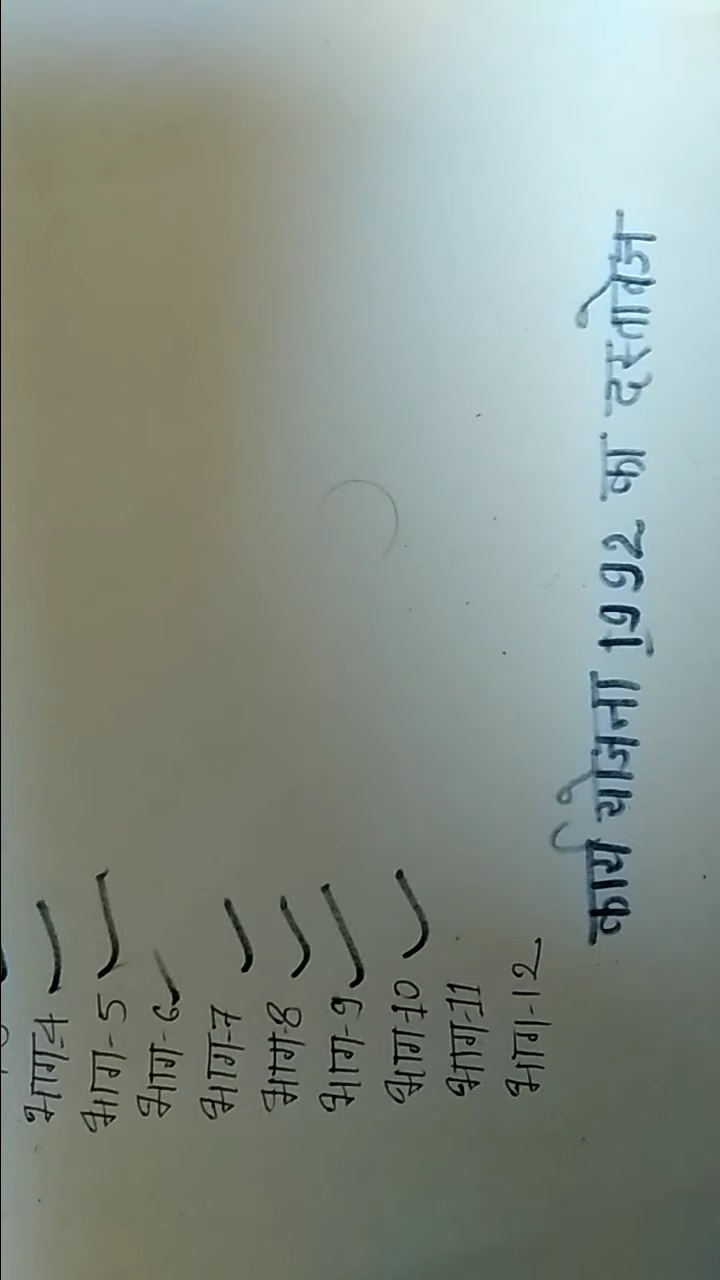 भाग-4
भाग-5
भाग-6
भाग-7
भाग-8
भाग-9
भाग-10
भाग-11
भाग-12
कार्य योजना 1992 का दस्तावेज